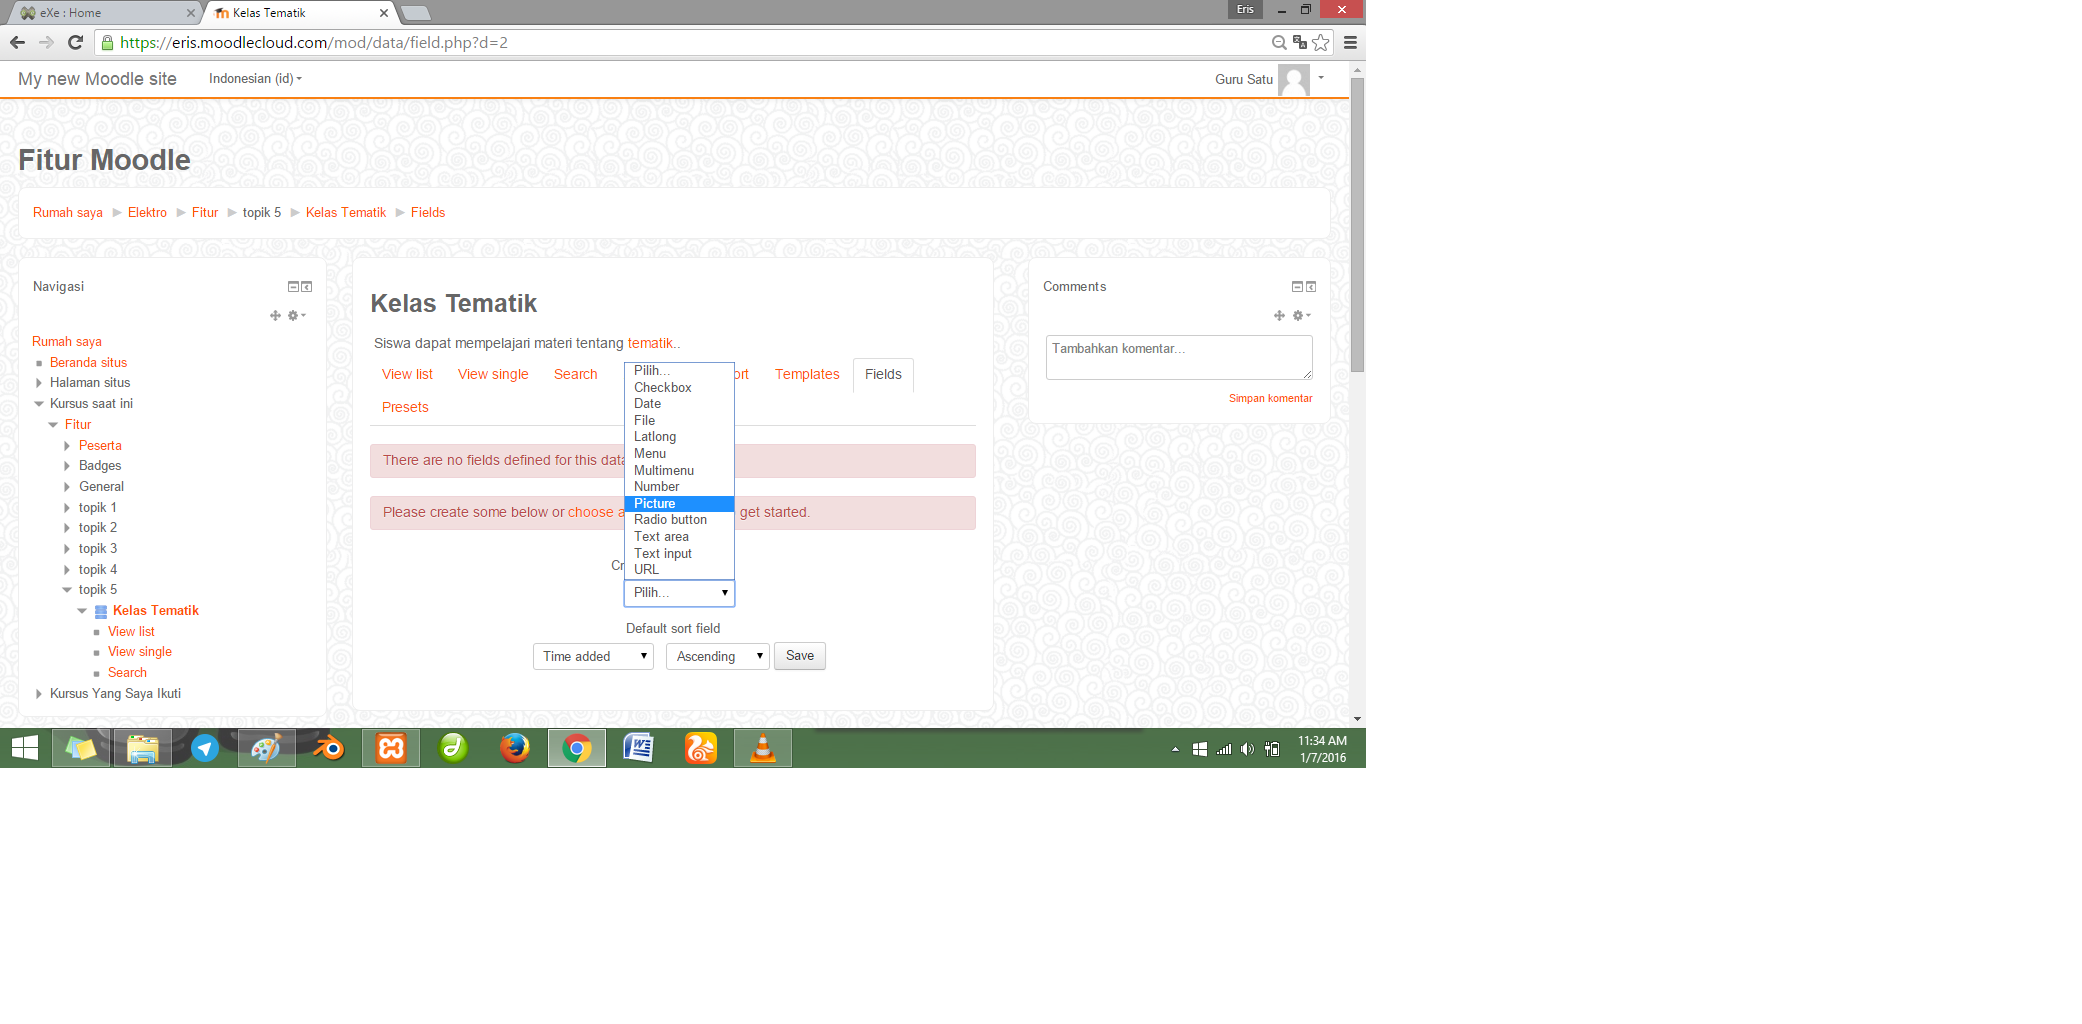 eXe : Home
Kelas Tematik
Eris
https://eris.moodlecloud.com/mod/data/field.php?d=2
My new Moodle site
Indonesian (id)
Guru Satu
Fitur Moodle
Rumah saya
Elektro
Fitur
topik 5
Kelas Tematik
Fields
Navigasi
Rumah saya
Beranda situs
Halaman situs
Kursus saat ini
Fitur
Peserta
Badges
General
topik 1
topik 2
topik 3
topik 4
topik 5
Kelas Tematik
View list
View single
Search
Kursus Yang Saya Ikuti
Kelas Tematik
Siswa dapat mempelajari materi tentang tematik..
View list
View single
Search
ort
Templates
Fields
Presets
There are no fields defined for this data
Please create some below or choose a
get started.
Cr
Pilih...
Checkbox
Date
File
Latlong
Menu
Multimenu
Number
Picture
Radio button
Text area
Text input
URL
Pilih...
Default sort field
Time added
Ascending
Save
Comments
Tambahkan komentar...
Simpan komentar
11:34 AM
1/7/2016